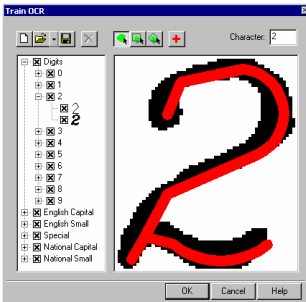 Train OCR
Character: 2
Digits
0
1
2
2
2
3
4
5
6
7
8
9
English Capital
English Small
Special
National Capital
National Small
2
OK
Cancel
Help